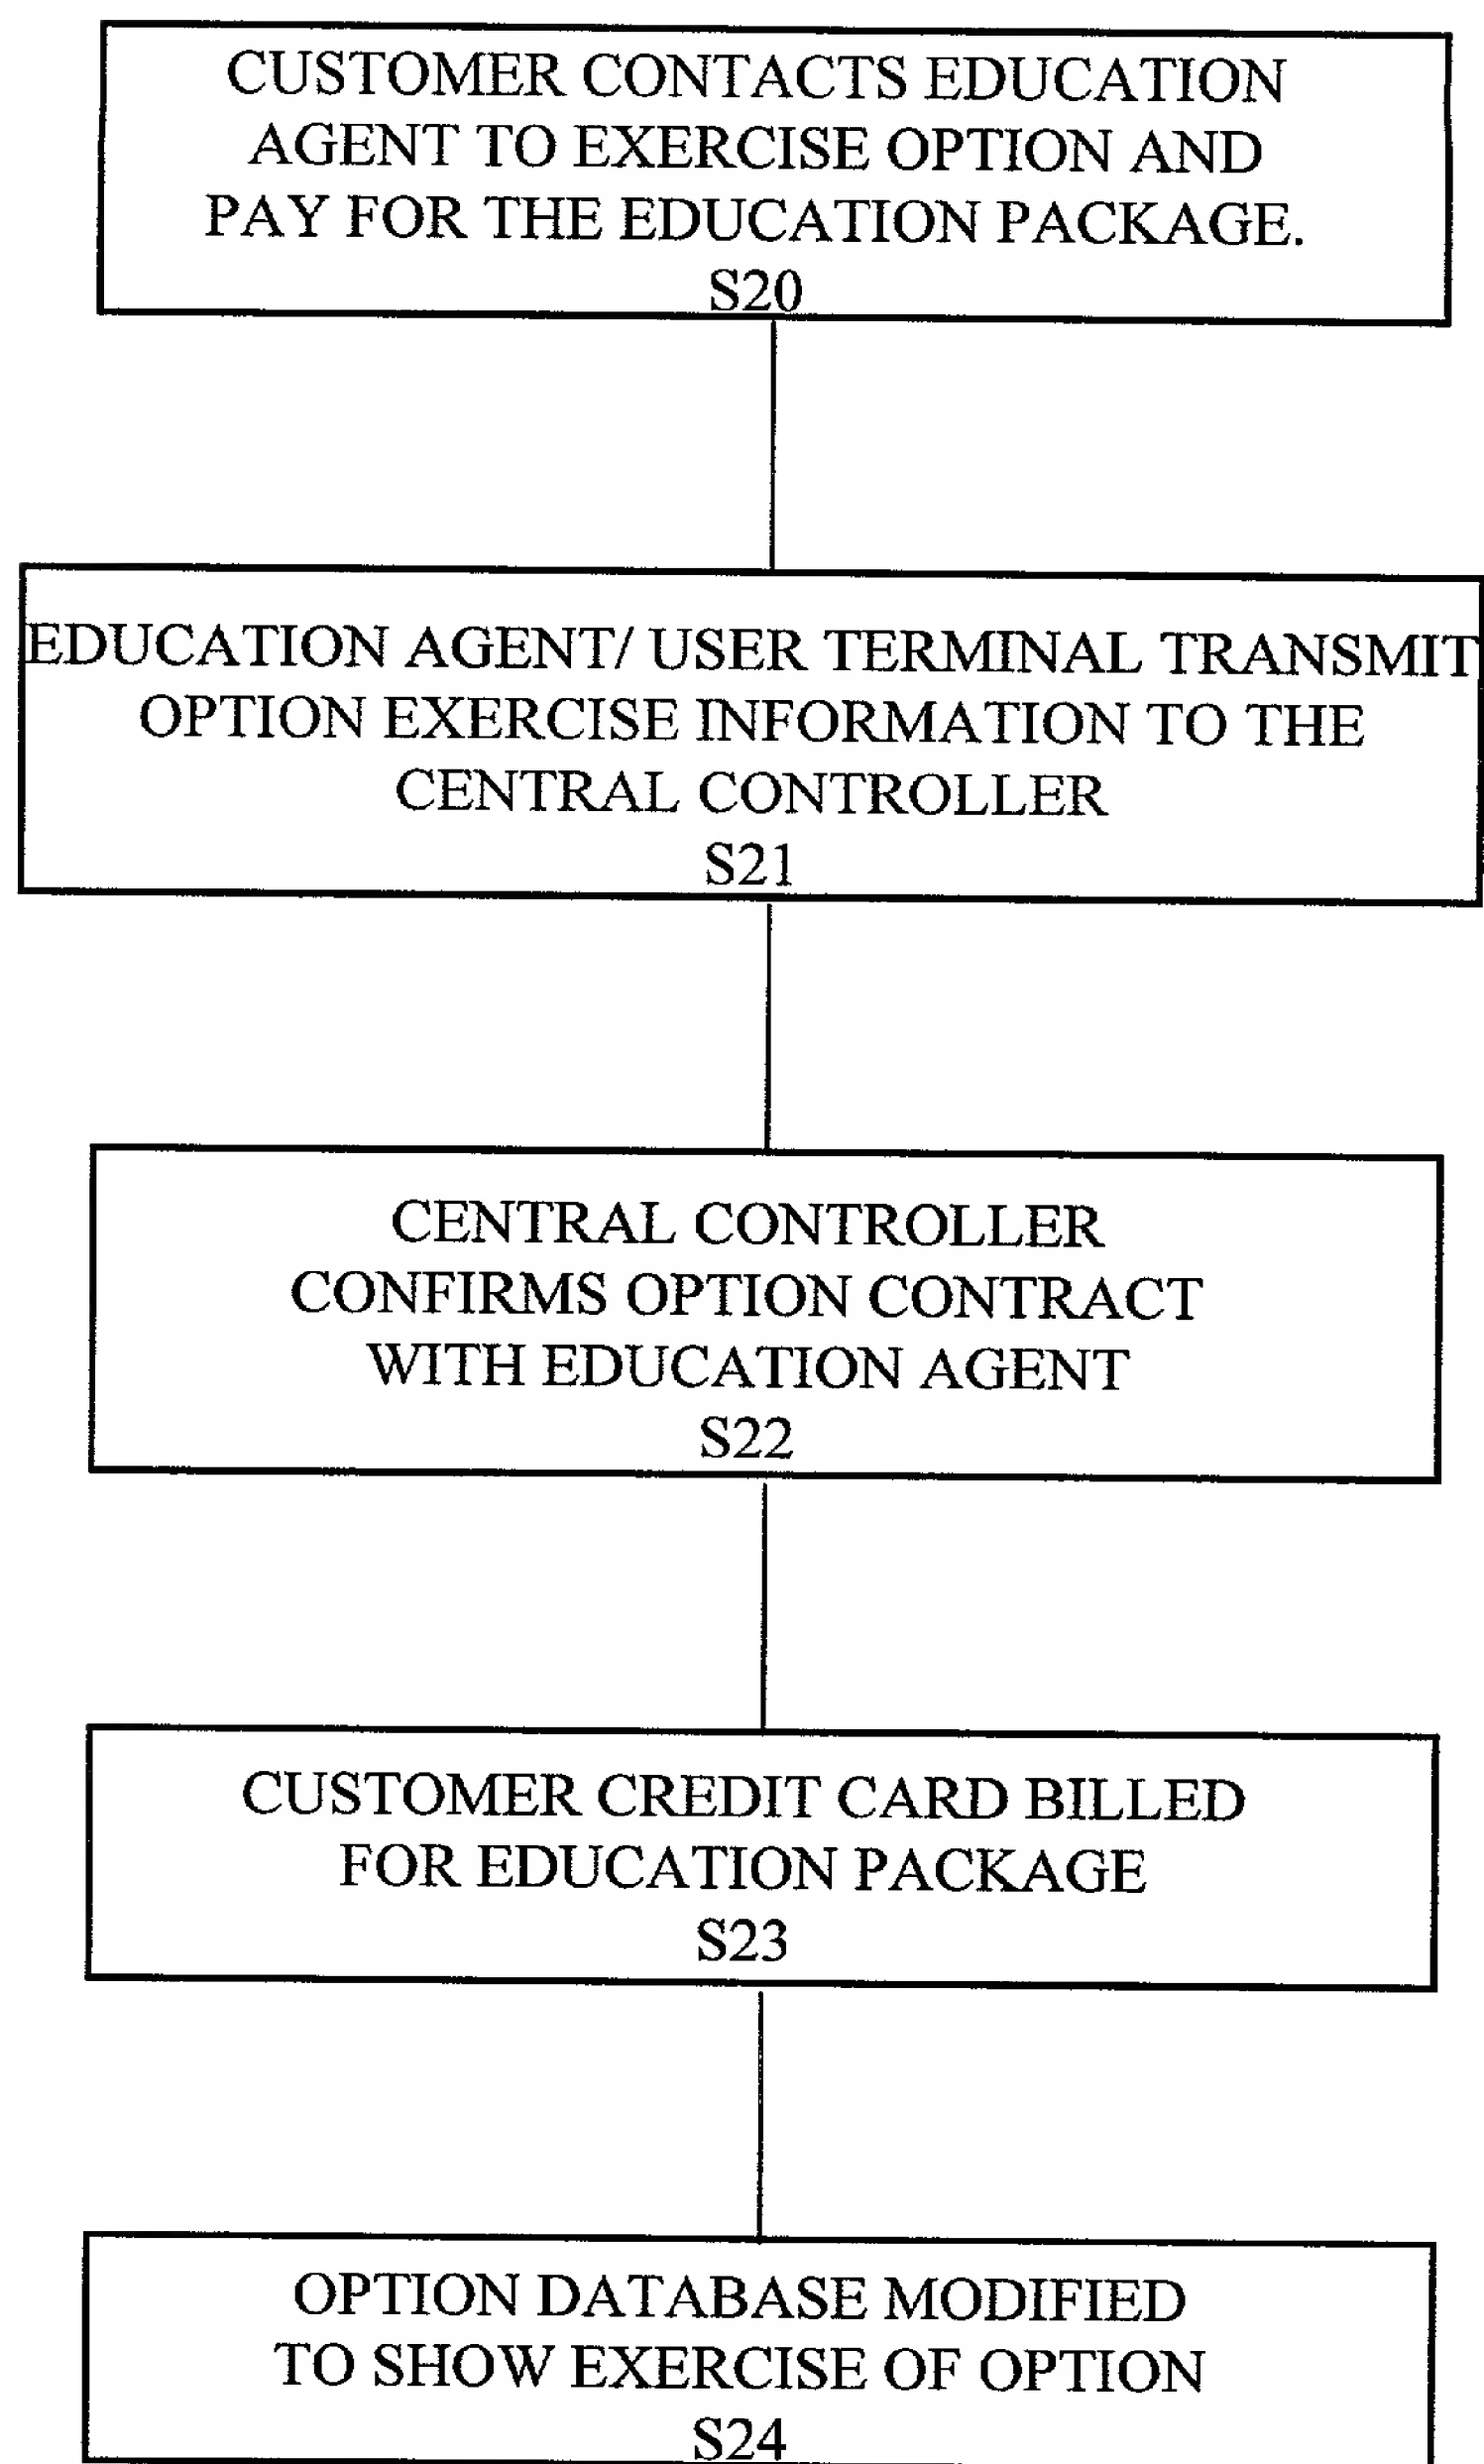 CUSTOMER CONTACTS EDUCATION
AGENT TO EXERCISE OPTION AND
PAY FOR THE EDUCATION PACKAGE.
S20
EDUCATION AGENT/ USER TERMINAL TRANSMIT
OPTION EXERCISE INFORMATION TO THE
CENTRAL CONTROLLER
S21
CENTRAL CONTROLLER
CONFIRMS OPTION CONTRACT
WITH EDUCATION AGENT
S22
CUSTOMER CREDIT CARD BILLED
FOR EDUCATION PACKAGE
S23
OPTION DATABASE MODIFIED
TO SHOW EXERCISE OF OPTION
S24